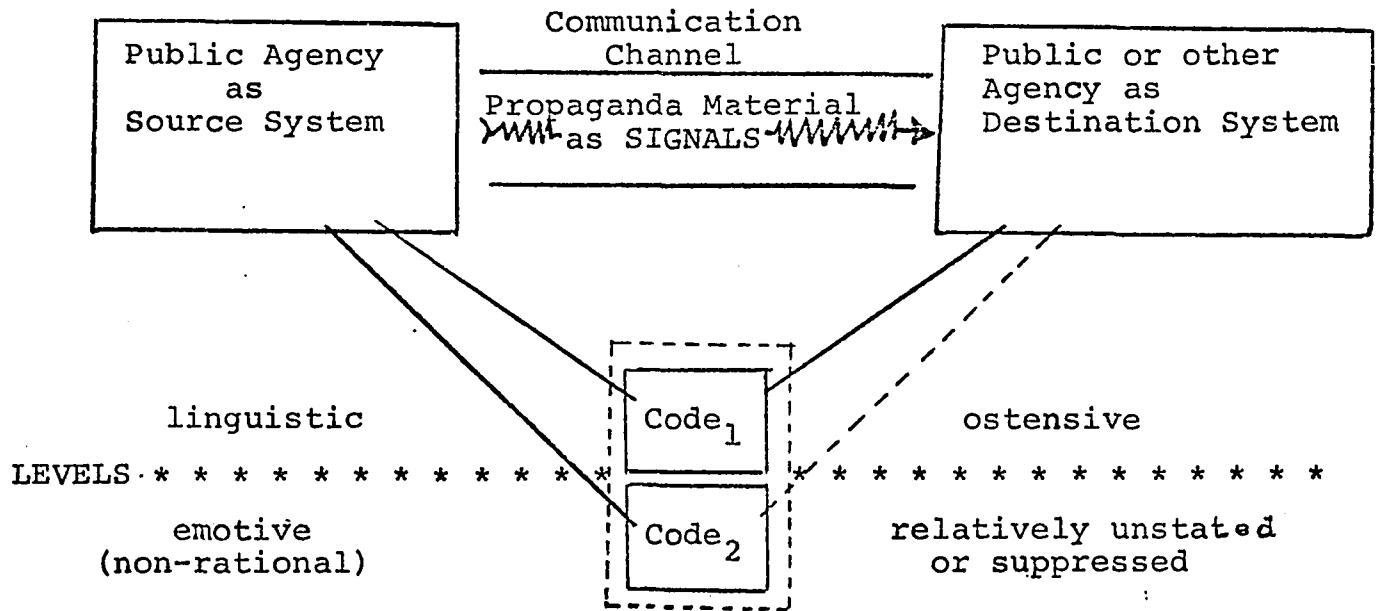 Communication
Channel
Public Agency
as
Source System
Propaganda Material
as SIGNALS
Public or other
Agency as
Destination System
linguistic
Code1
ostensive
LEVELS * * * * * * * * * * * * * * * * * * * * * * * * * *
emotive
(non-rational)
Code2
relatively unstated
or suppressed